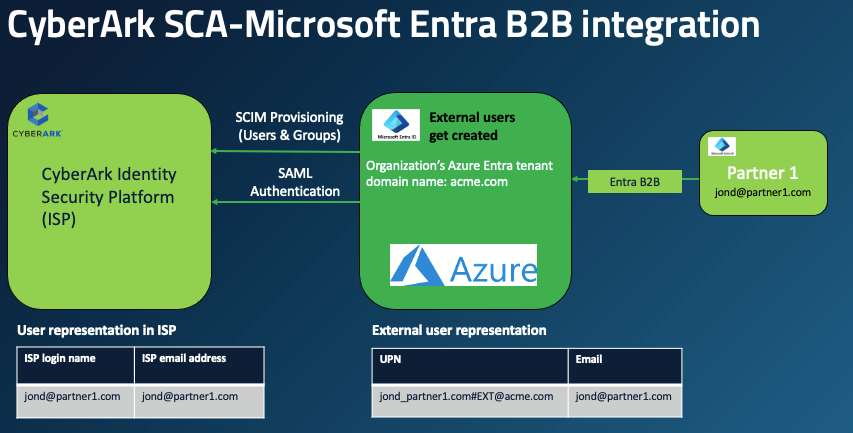 CyberArk SCA-Microsoft Entra B2B integration
CYBERARK
CyberArk Identity
Security Platform
(ISP)
SCIM Provisioning
(Users & Groups)
SAML
Authentication
Microsoft Entra ID
External users
get created
Organization's Azure Entra tenant
domain name: acme.com
Azure
Entra B2B
Partner 1
jond@partner1.com
User representation in ISP
ISP login name ISP email address
jond@partner1.com jond@partner1.com
External user representation
UPN Email
jond_partner1.com#EXT@acme.com jond@partner1.com